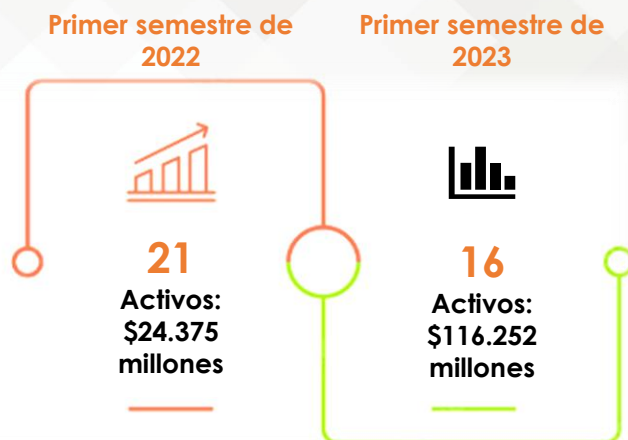 Primer semestre de
2022
21
Activos:
$24.375
millones
Primer semestre de
2023
16
Activos:
$116.252
millones